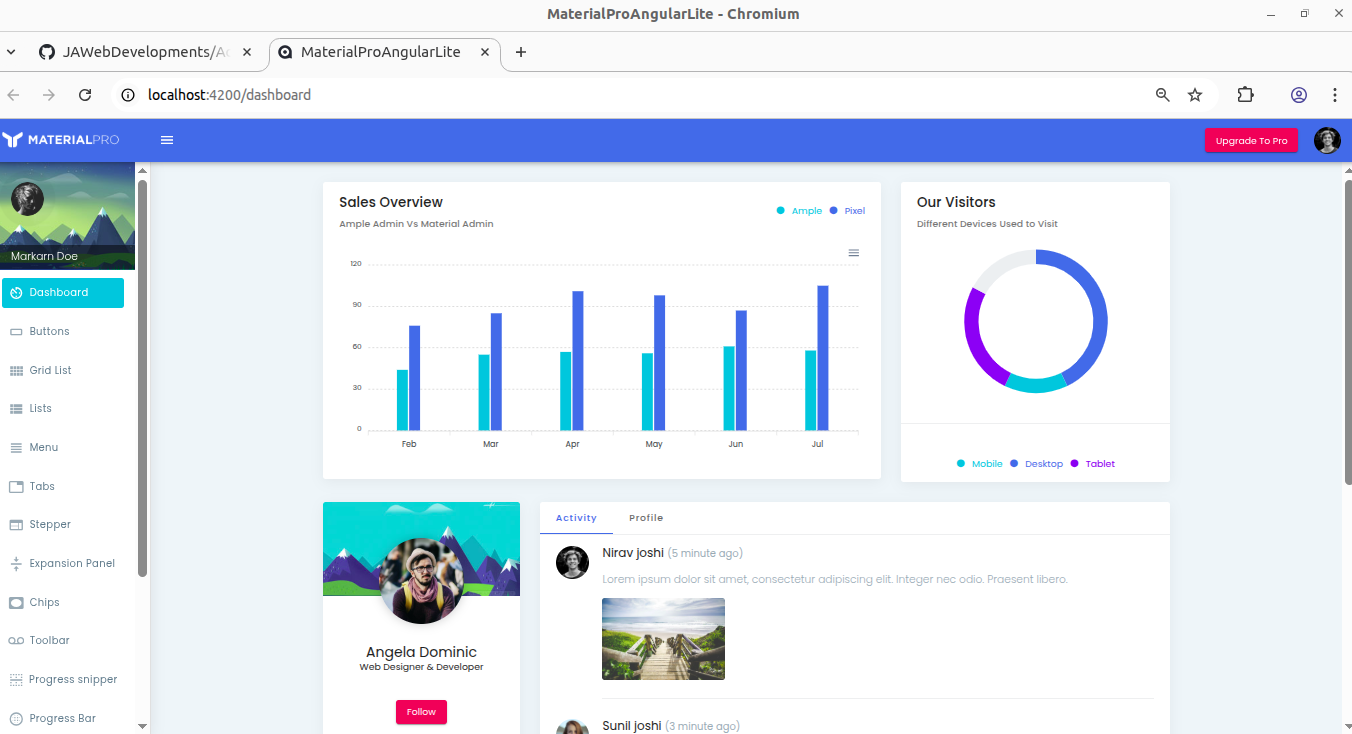 MaterialProAngularLite - Chromium
JAWebDevelopments/A
MaterialProAngularLite
localhost:4200/dashboard
MATERIALPRO
Upgrade To Pro
Markarn Doe
Dashboard
Buttons
Grid List
Lists
Menu
Tabs
Stepper
Expansion Panel
Chips
Toolbar
Progress snipper
Progress Bar
Sales Overview
Ample Admin Vs Material Admin
Ample Pixel
120
90
60
30
0
Feb Mar Apr May Jun Jul
Our Visitors
Different Devices Used to Visit
Mobile Desktop Tablet
Angela Dominic
Web Designer & Developer
Follow
Activity Profile
Nirav joshi (5 minute ago)
Lorem ipsum dolor sit amet, consectetur adipiscing elit. Integer nec odio. Praesent libero.
Sunil joshi (3 minute ago)